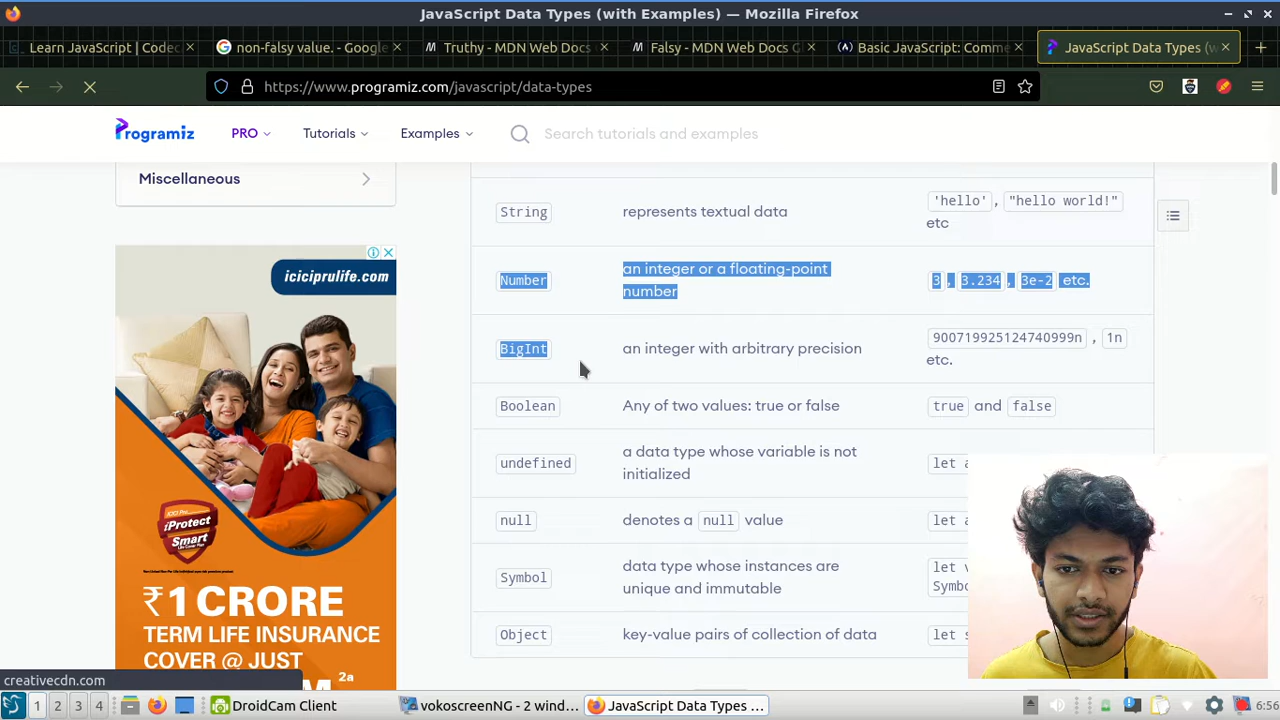 JavaScript Data Types (with Examples) — Mozilla Firefox
Learn JavaScript | Codec
non-falsy value. - Google
Truthy - MDN Web Docs
Falsy - MDN Web Docs G
Basic JavaScript: Comme
JavaScript Data Types (w
https://www.programiz.com/javascript/data-types
Programiz
PRO
Tutorials
Examples
Search tutorials and examples
Miscellaneous
String represents textual data 'hello', "hello world!"
etc
Number an integer or a floating-point
number 3, 3.234, 3e-2 etc.
BigInt an integer with arbitrary precision 900719925124740999n , 1n
etc.
Boolean Any of two values: true or false true and false
undefined a data type whose variable is not
initialized let a
null denotes a null value let a
Symbol data type whose instances are
unique and immutable let v
Symb
Object key-value pairs of collection of data let s
iciciprulife.com
iProtect
Smart
₹1 CRORE
TERM LIFE INSURANCE
COVER @ JUST
2a
creativecdn.com
1 2 3 4
DroidCam Client
vokoscreenNG - 2 wind...
JavaScript Data Types ...
6:56